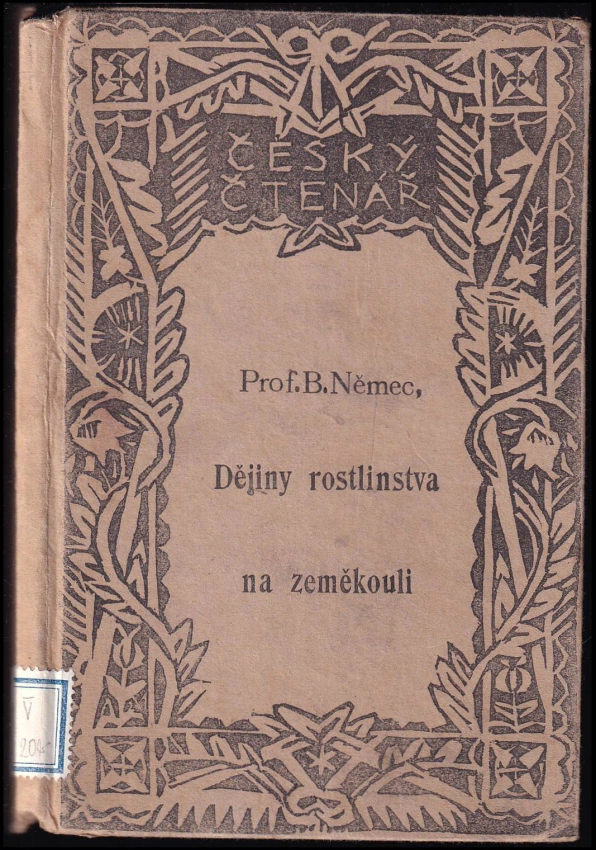 ČESKÝ
ČTENÁŘ
Prof. B. Němec,
Dějiny rostlinstva
na zeměkouli
V